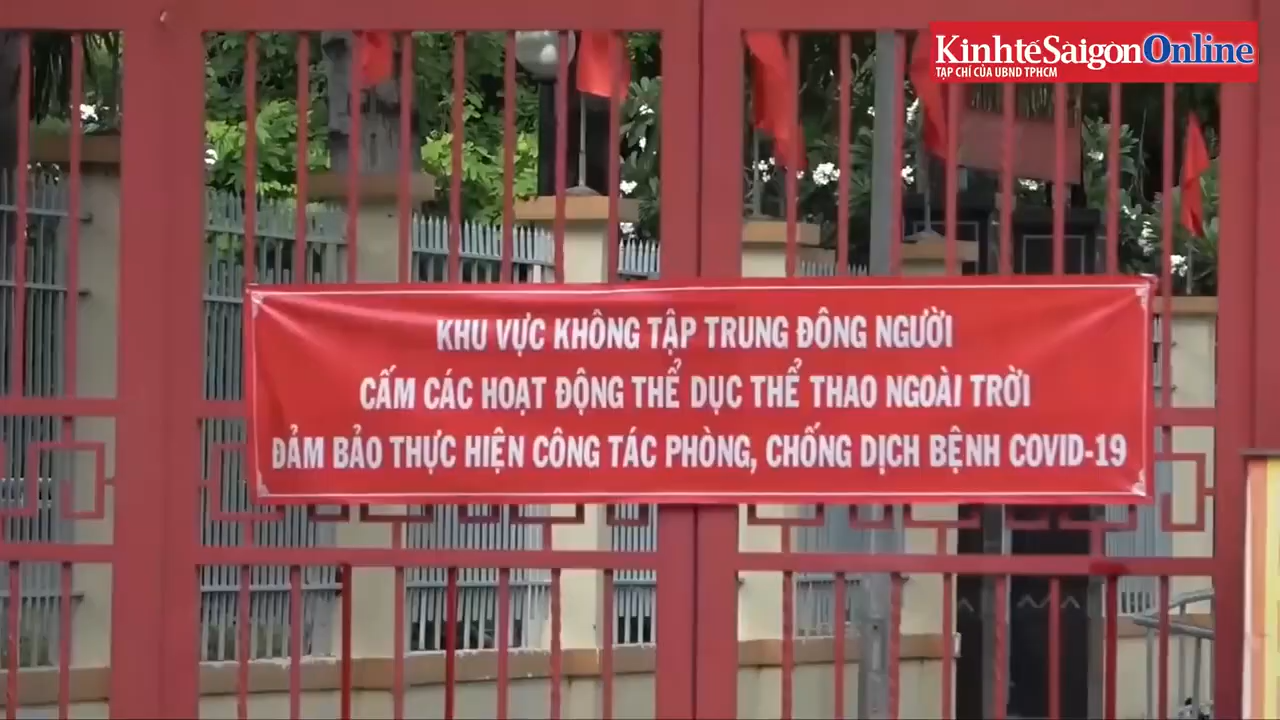 KinhtếSàigònOnline
TẠP CHÍ CỦA UBND TPHCM
KHU VỰC KHÔNG TẬP TRUNG ĐÔNG NGƯỜI
CẤM CÁC HOẠT ĐỘNG THỂ DỤC THỂ THAO NGOÀI TRỜI
ĐẢM BẢO THỰC HIỆN CÔNG TÁC PHÒNG, CHỐNG DỊCH BỆNH COVID-19